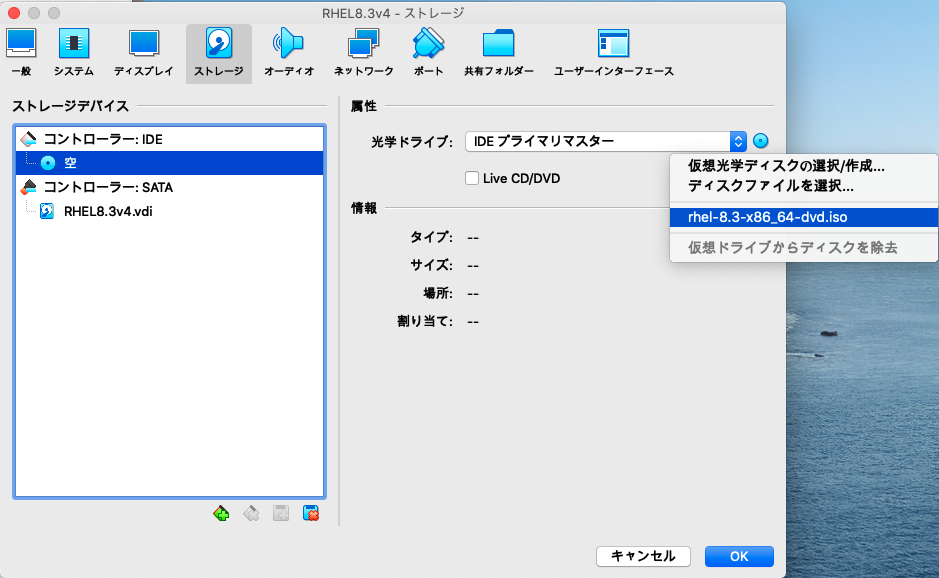 RHEL8.3v4 - ストレージ
一般
システム
ディスプレイ
ストレージ
オーディオ
ネットワーク
ポート
共有フォルダー
ユーザーインターフェース
ストレージデバイス
コントローラー: IDE
空
コントローラー: SATA
RHEL8.3v4.vdi
属性
光学ドライブ: IDE プライマリマスター
Live CD/DVD
仮想光学ディスクの選択/作成...
ディスクファイルを選択...
rhel-8.3-x86_64-dvd.iso
仮想ドライブからディスクを除去
情報
タイプ: --
サイズ: --
場所: --
割り当て: --
キャンセル
OK